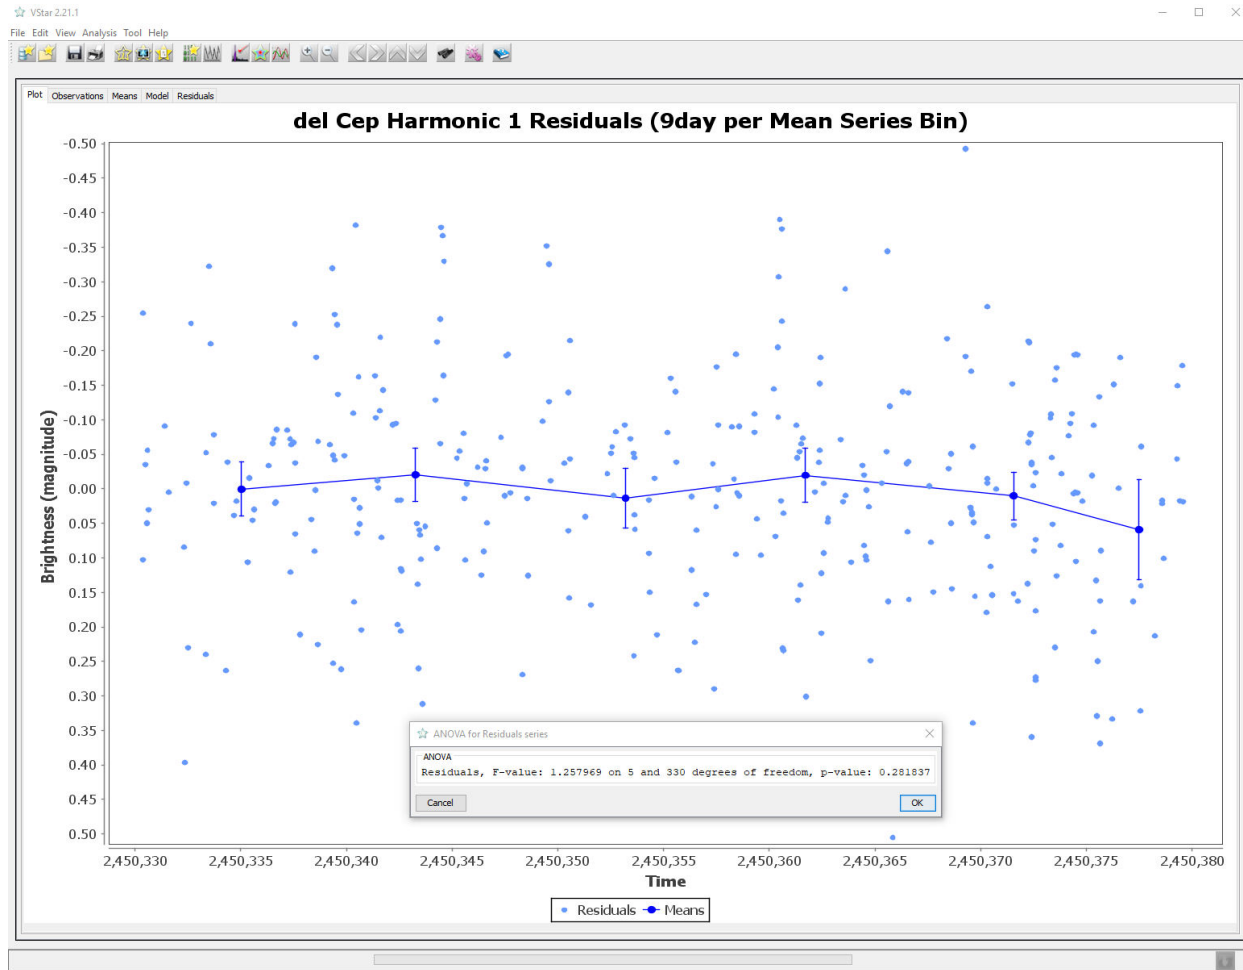 VStar 2.21.1
File Edit View Analysis Tool Help
Plot Observations Means Model Residuals
del Cep Harmonic 1 Residuals (9day per Mean Series Bin)
Brightness (magnitude)
-0.50
-0.45
-0.40
-0.35
-0.30
-0.25
-0.20
-0.15
-0.10
-0.05
0.00
0.05
0.10
0.15
0.20
0.25
0.30
0.35
0.40
0.45
0.50
ANOVA for Residuals series
ANOVA
Residuals, F-value: 1.257969 on 5 and 330 degrees of freedom, p-value: 0.281837
Cancel OK
2,450,330 2,450,335 2,450,340 2,450,345 2,450,350 2,450,355 2,450,360 2,450,365 2,450,370 2,450,375 2,450,380
Time
Residuals Means